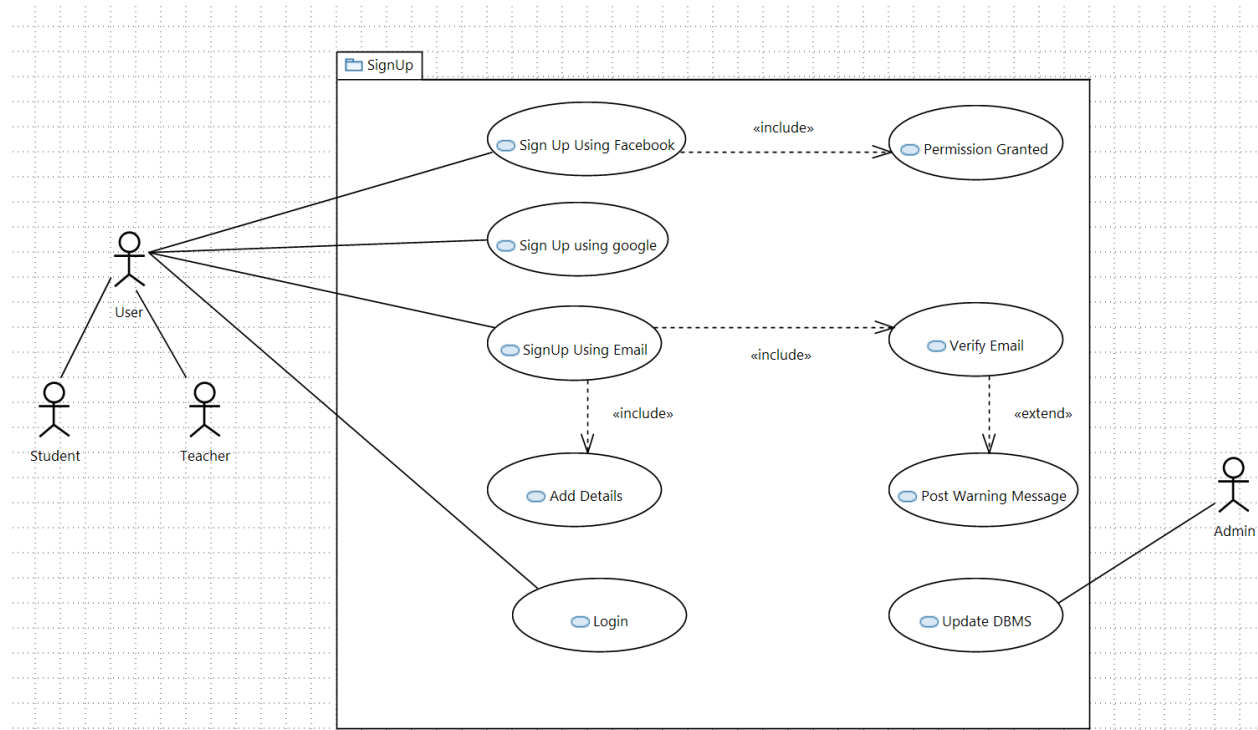 SignUp
Sign Up Using Facebook
«include»
Permission Granted
Sign Up using google
User
SignUp Using Email
«include»
Verify Email
«include»
«extend»
Student
Teacher
Add Details
Post Warning Message
Admin
Login
Update DBMS